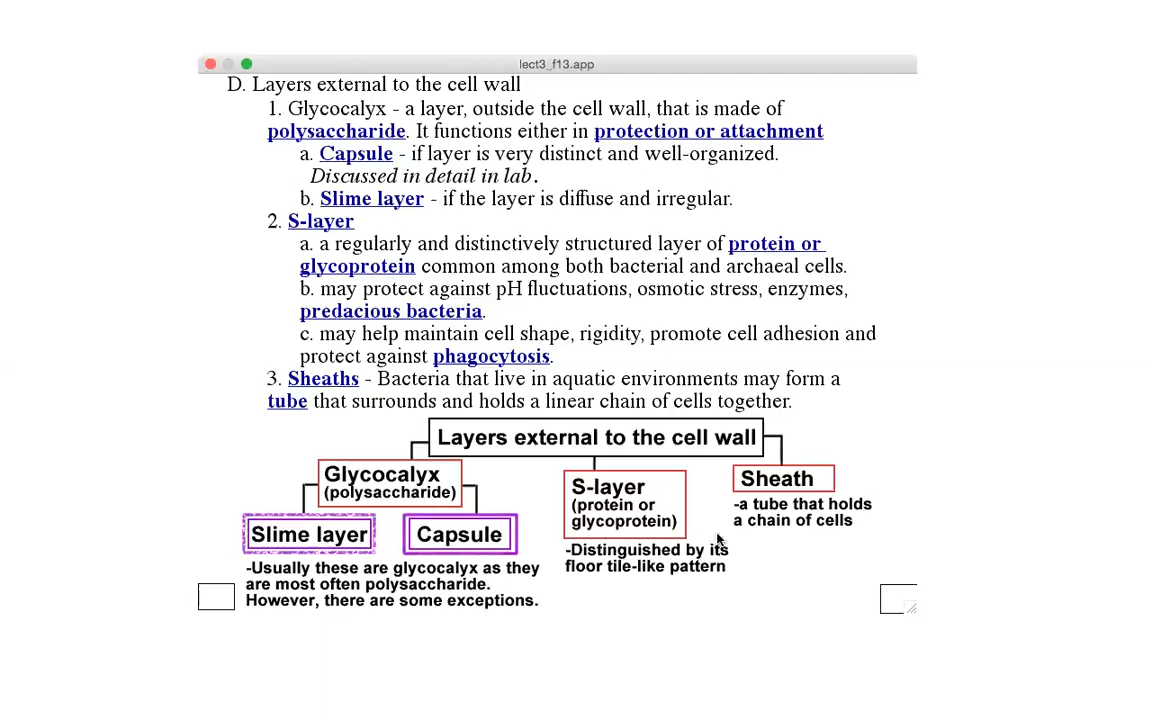 lect3_f13.app
D. Layers external to the cell wall
1. Glycocalyx - a layer, outside the cell wall, that is made of
polysaccharide. It functions either in protection or attachment
a. Capsule - if layer is very distinct and well-organized.
Discussed in detail in lab.
b. Slime layer - if the layer is diffuse and irregular.
2. S-layer
a. a regularly and distinctively structured layer of protein or
glycoprotein common among both bacterial and archaeal cells.
b. may protect against pH fluctuations, osmotic stress, enzymes,
predacious bacteria.
c. may help maintain cell shape, rigidity, promote cell adhesion and
protect against phagocytosis.
3. Sheaths - Bacteria that live in aquatic environments may form a
tube that surrounds and holds a linear chain of cells together.
Layers external to the cell wall
Glycocalyx
(polysaccharide)
Slime layer
Capsule
-Usually these are glycocalyx as they
are most often polysaccharide.
However, there are some exceptions.
S-layer
(protein or
glycoprotein)
-Distinguished by its
floor tile-like pattern
Sheath
-a tube that holds
a chain of cells